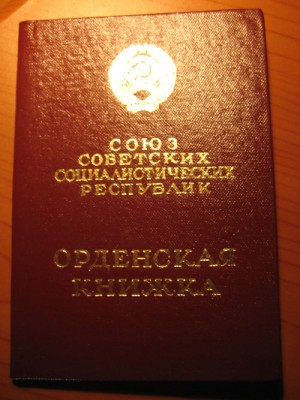 СОЮЗ
СОВЕТСКИХ
СОЦИАЛИСТИЧЕСКИХ
РЕСПУБЛИК
ОРДЕНСКАЯ
КНИЖКА